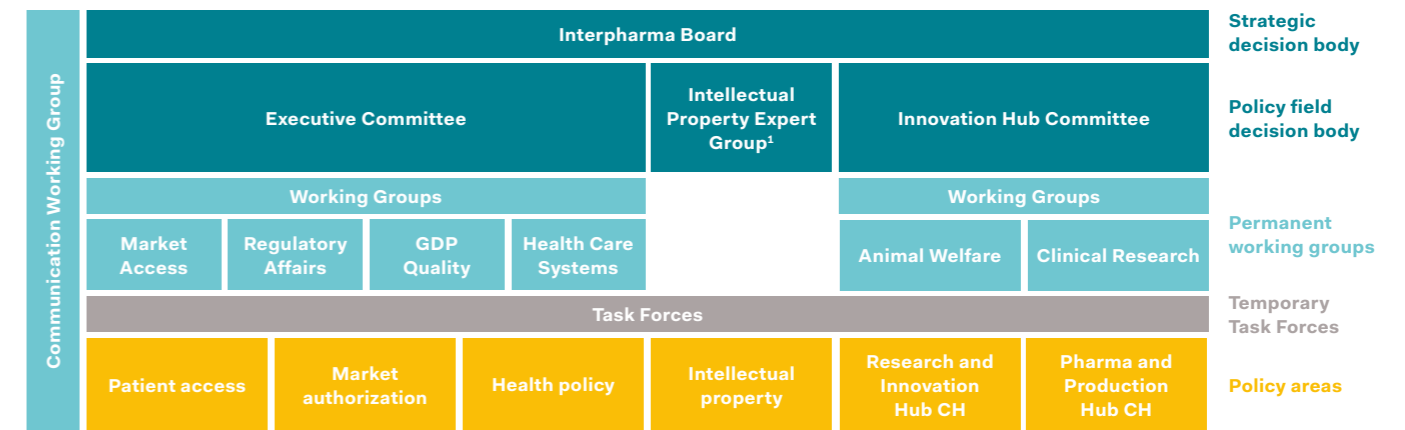 Communication Working Group
Interpharma Board
Strategic
decision body
Executive Committee
Intellectual
Property Expert
Group¹
Innovation Hub Committee
Policy field
decision body
Working Groups
Working Groups
Market
Access
Regulatory
Affairs
GDP
Quality
Health Care
Systems
Animal Welfare
Clinical Research
Permanent
working groups
Task Forces
Temporary
Task Forces
Patient access
Market
authorization
Health policy
Intellectual
property
Research and
Innovation
Hub CH
Pharma and
Production
Hub CH
Policy areas